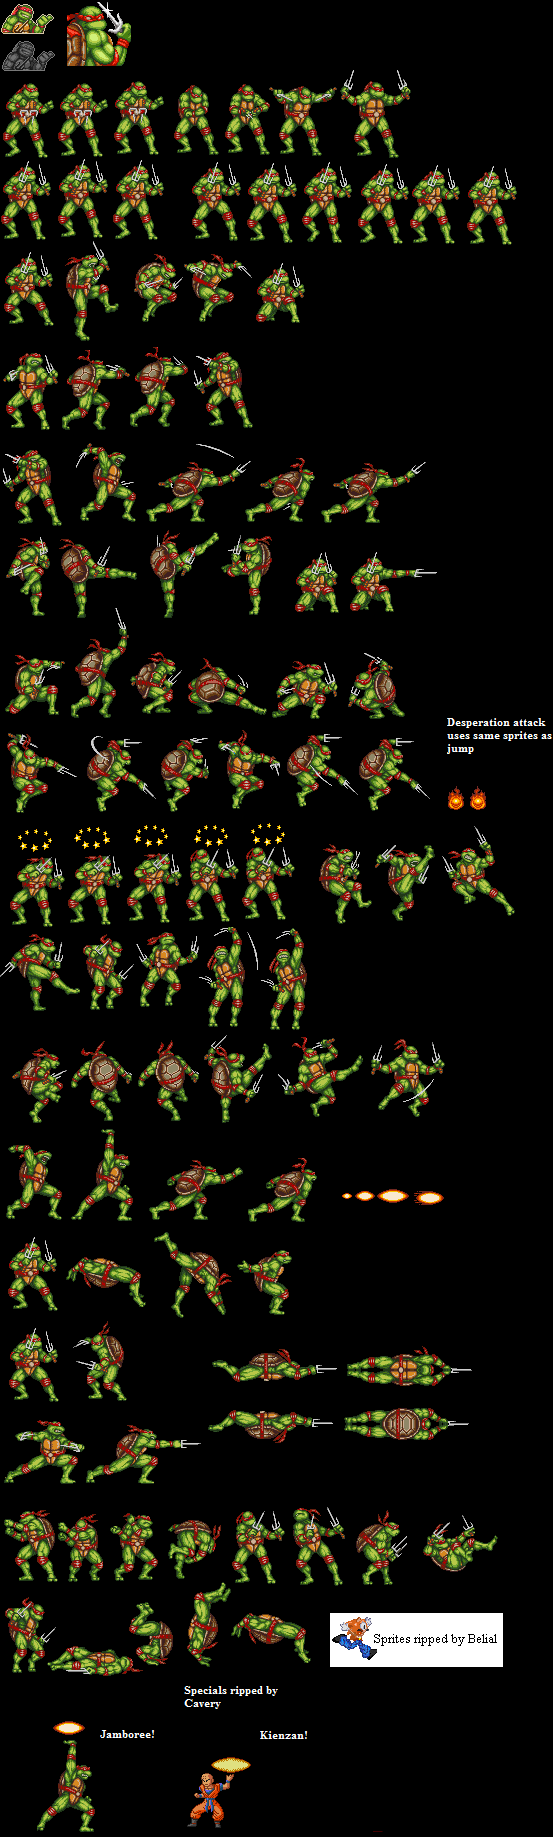 Desperation attack
uses same sprites as
jump
Sprites ripped by Belial
Specials ripped by
Cavery
Jamboree!
Kienzan!